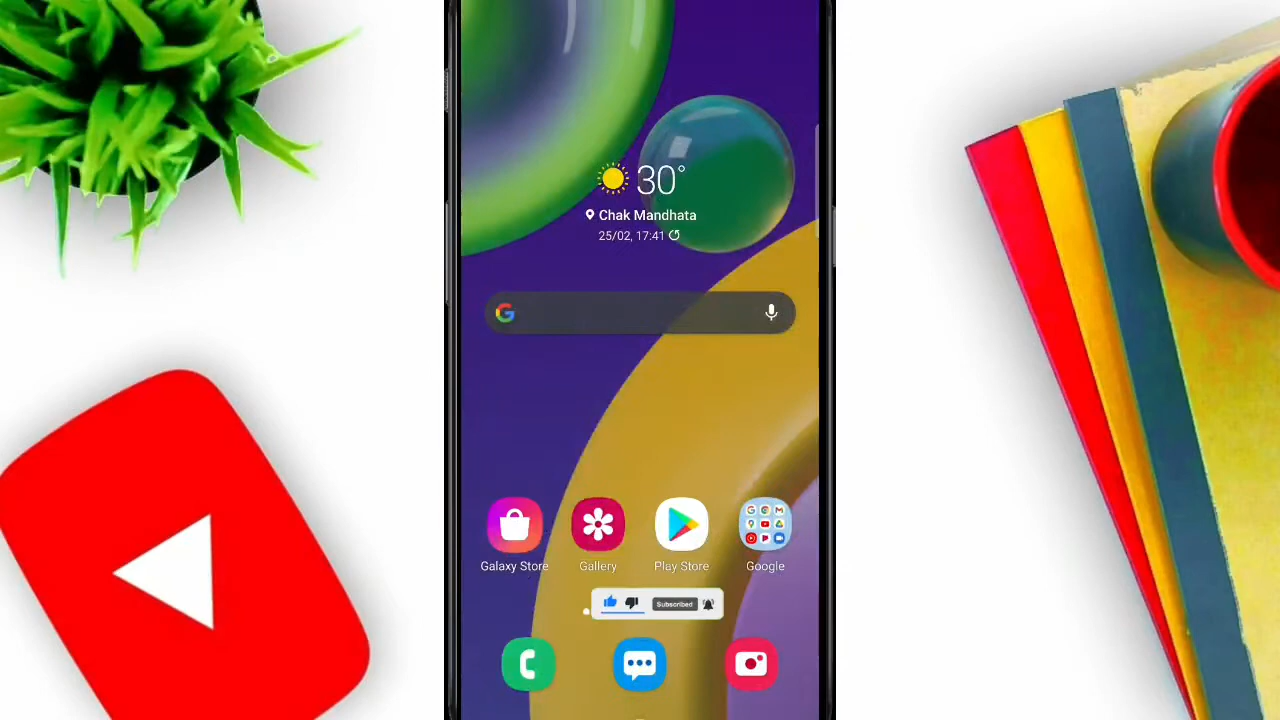 30°
Chak Mandhata
25/02, 17:41
Galaxy Store
Gallery
Play Store
Google
Subscribed